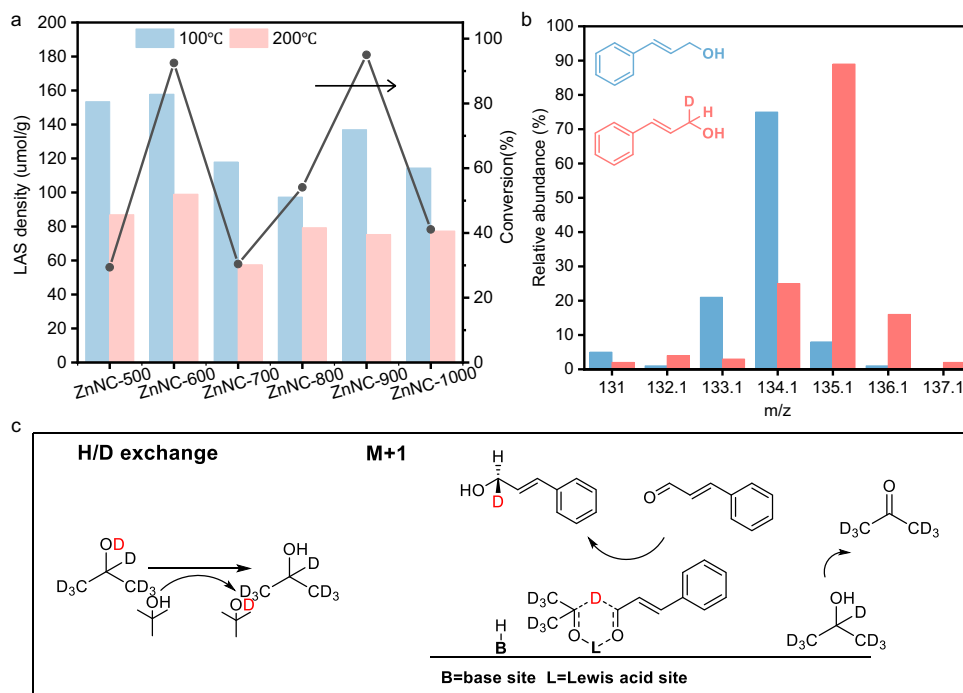 a
100℃ 200℃
LAS density (umol/g)
200
180
160
140
120
100
80
60
40
20
0
Conversion(%)
100
80
60
40
20
0
ZnNC-500 ZnNC-600 ZnNC-700 ZnNC-800 ZnNC-900 ZnNC-1000
b
Relative abundance (%)
100
90
80
70
60
50
40
30
20
10
0
OH
D
H
OH
131 132.1 133.1 134.1 135.1 136.1 137.1
m/z
c
H/D exchange
M+1
OD
D
D₃C CD₃
OH
OH
D
D₃C CD₃
OD
H
HO
D
O
D₃C
D₃C
D
O
O
L
H
B
O
D₃C CD₃
OH
D
D₃C CD₃
B=base site L=Lewis acid site